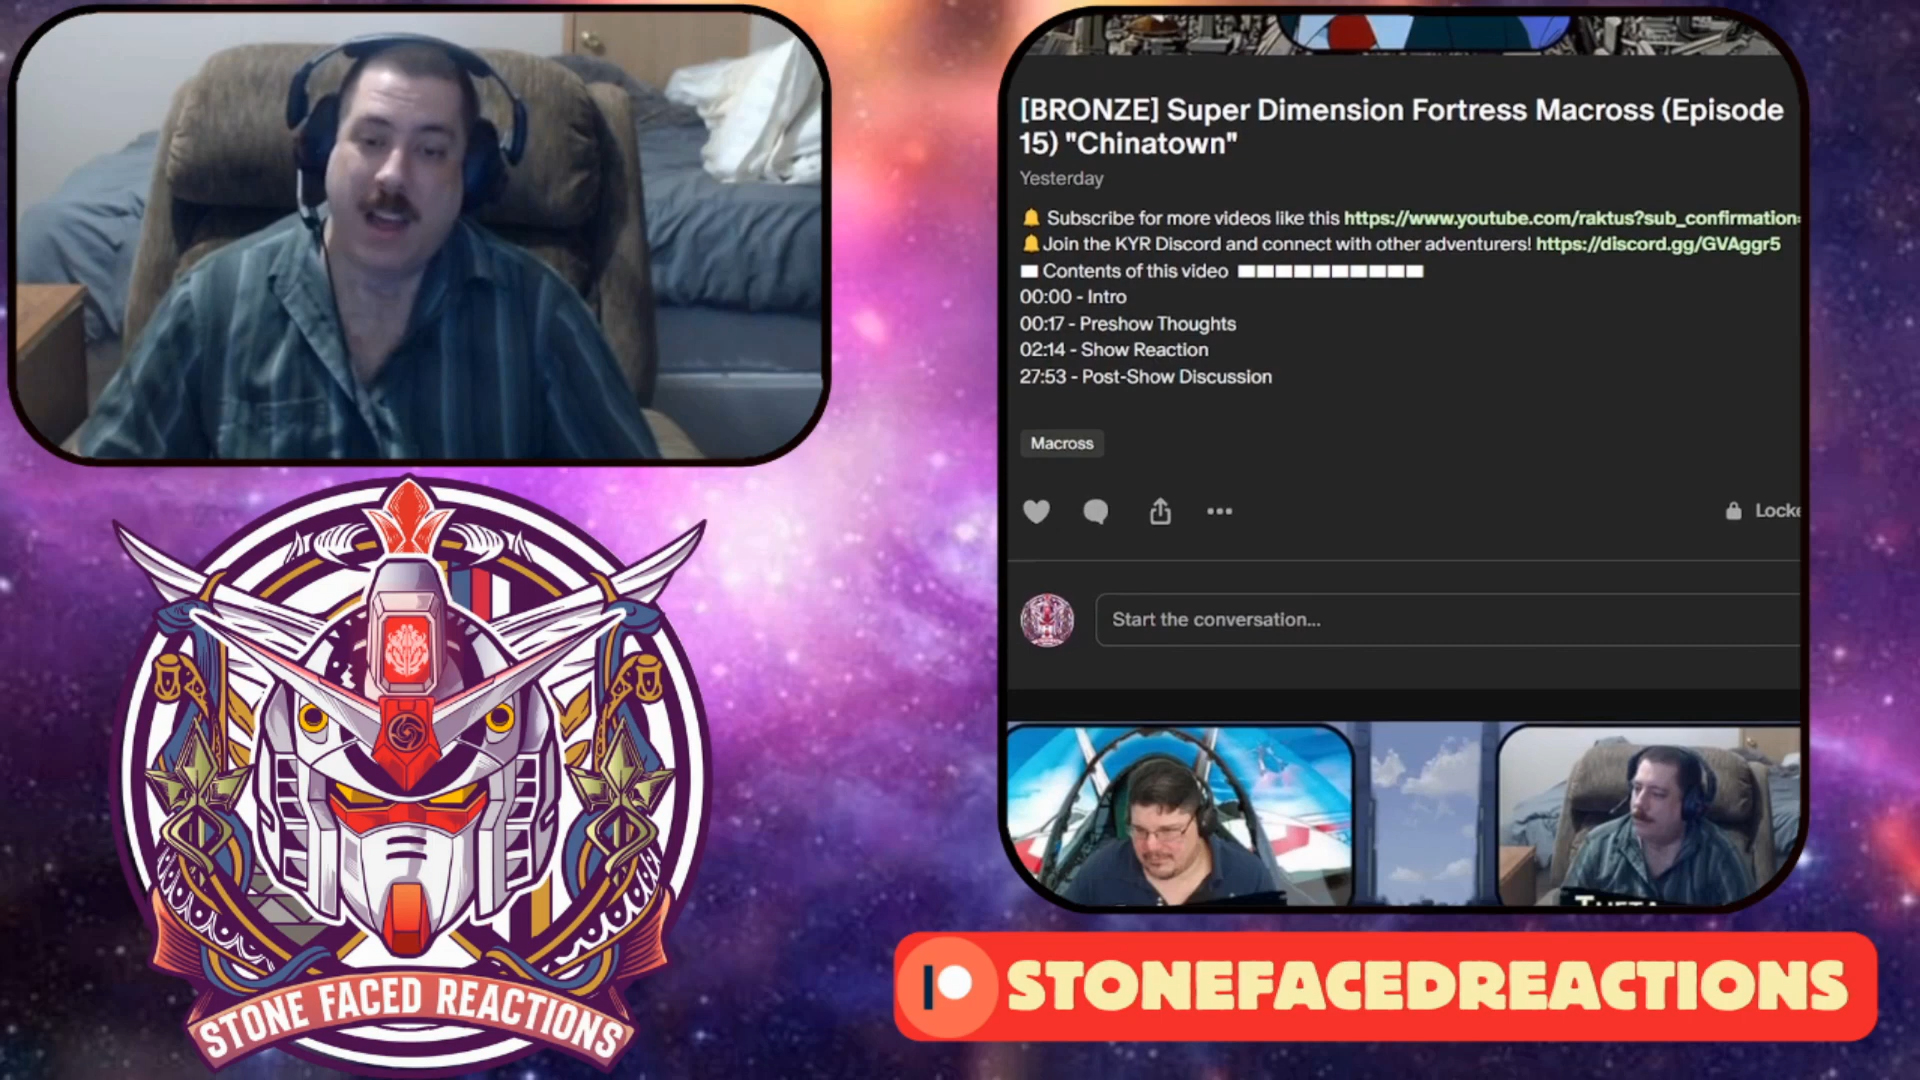 [BRONZE] Super Dimension Fortress Macross (Episode
15) "Chinatown"
Yesterday
🔔 Subscribe for more videos like this https://www.youtube.com/raktus?sub_confirmation=
🔔Join the KYR Discord and connect with other adventurers! https://discord.gg/GVAggr5
Contents of this video
00:00 - Intro
00:17 - Preshow Thoughts
02:14 - Show Reaction
27:53 - Post-Show Discussion
Macross
Locke
Start the conversation...
STONE FACED REACTIONS
STONEFACEDREACTIONS